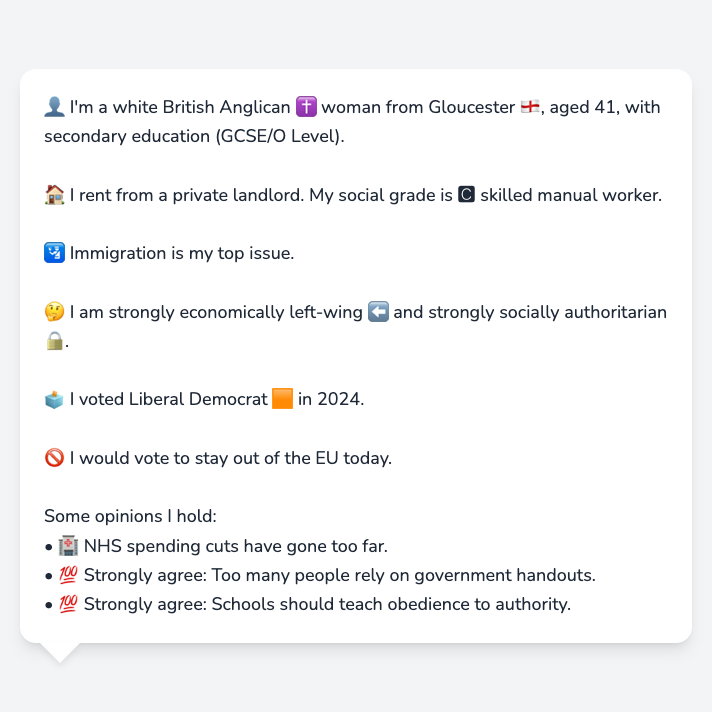 👤 I'm a white British Anglican ✝️ woman from Gloucester 🏴󠁧󠁢󠁥󠁮󠁧󠁿, aged 41, with
secondary education (GCSE/O Level).
🏠 I rent from a private landlord. My social grade is 🅲 skilled manual worker.
🛂 Immigration is my top issue.
🤔 I am strongly economically left-wing ⬅️ and strongly socially authoritarian
🔒.
🗳️ I voted Liberal Democrat 🟧 in 2024.
🚫 I would vote to stay out of the EU today.
Some opinions I hold:
• 🏥 NHS spending cuts have gone too far.
• 💯 Strongly agree: Too many people rely on government handouts.
• 💯 Strongly agree: Schools should teach obedience to authority.